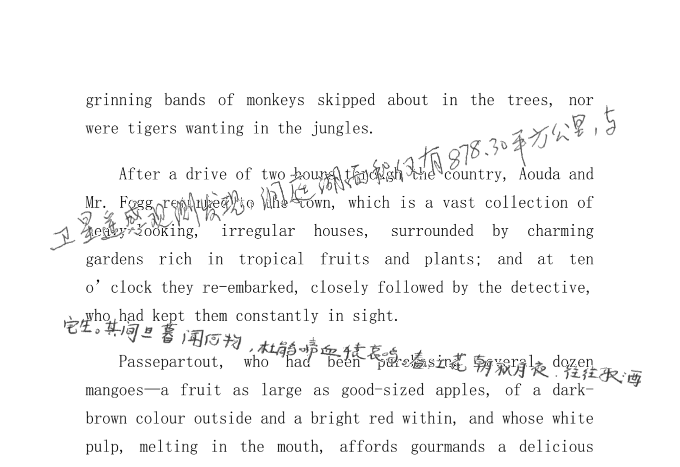 grinning bands of monkeys skipped about in the trees, nor
were tigers wanting in the jungles.
After a drive of two hours through the country, Aouda and
Mr. Fogg returned to the town, which is a vast collection of
heavy-looking, irregular houses, surrounded by charming
gardens rich in tropical fruits and plants; and at ten
o’clock they re-embarked, closely followed by the detective,
who had kept them constantly in sight.
Passepartout, who had been purchasing several dozen
mangoes—a fruit as large as good-sized apples, of a dark-
brown colour outside and a bright red within, and whose white
pulp, melting in the mouth, affords gourmands a delicious
卫星遥感观测发现,洞庭湖面积仅有878.30平方公里,与
宅生。其间旦暮闻何物,杜鹃啼血猿哀鸣。春江花朝秋月夜,往往取酒